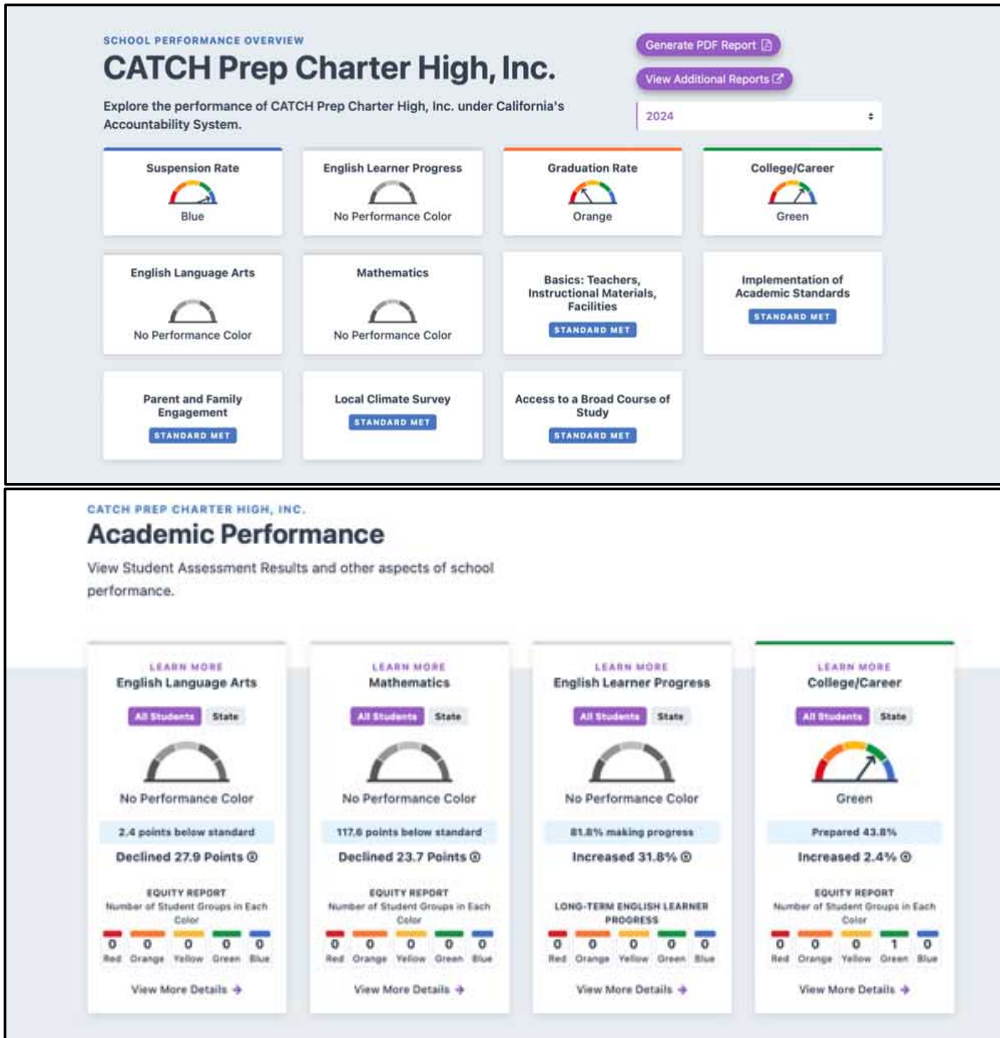 SCHOOL PERFORMANCE OVERVIEW
CATCH Prep Charter High, Inc.
Explore the performance of CATCH Prep Charter High, Inc. under California's
Accountability System.
Generate PDF Report
View Additional Reports
2024
Suspension Rate
Blue
English Learner Progress
No Performance Color
Graduation Rate
Orange
College/Career
Green
English Language Arts
No Performance Color
Mathematics
No Performance Color
Basics: Teachers,
Instructional Materials,
Facilities
STANDARD MET
Implementation of
Academic Standards
STANDARD MET
Parent and Family
Engagement
STANDARD MET
Local Climate Survey
STANDARD MET
Access to a Broad Course of
Study
STANDARD MET
CATCH PREP CHARTER HIGH, INC.
Academic Performance
View Student Assessment Results and other aspects of school
performance.
LEARN MORE
English Language Arts
All Students State
No Performance Color
2.4 points below standard
Declined 27.9 Points
EQUITY REPORT
Number of Student Groups in Each
Color
0 0 0 0 0
Red Orange Yellow Green Blue
View More Details →
LEARN MORE
Mathematics
All Students State
No Performance Color
117.6 points below standard
Declined 23.7 Points
EQUITY REPORT
Number of Student Groups in Each
Color
0 0 0 0 0
Red Orange Yellow Green Blue
View More Details →
LEARN MORE
English Learner Progress
All Students State
No Performance Color
81.8% making progress
Increased 31.8%
LONG-TERM ENGLISH LEARNER
PROGRESS
0 0 0 0 0
Red Orange Yellow Green Blue
View More Details →
LEARN MORE
College/Career
All Students State
Green
Prepared 43.8%
Increased 2.4%
EQUITY REPORT
Number of Student Groups in Each
Color
0 0 0 1 0
Red Orange Yellow Green Blue
View More Details →